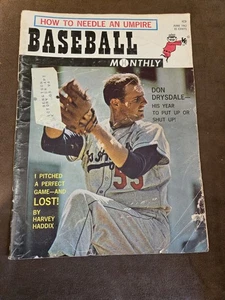 HOW TO NEEDLE AN UMPIRE
BASEBALL
MONTHLY
DON
DRYSDALE—
HIS YEAR
TO PUT UP OR
SHUT UP!
53
I PITCHED
A PERFECT
GAME—AND
LOST!
BY
HARVEY
HADDIX